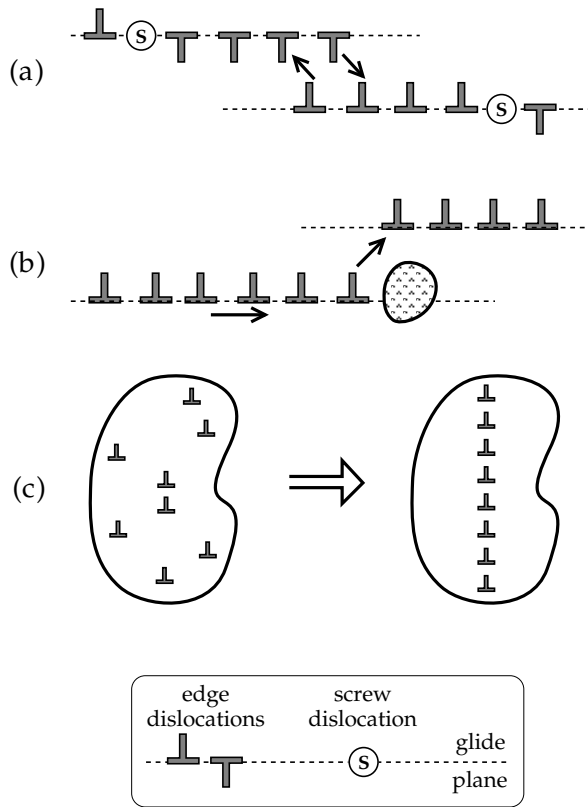 (a)
S
S
(b)
(c)
edge
dislocations
screw
dislocation
S
glide
plane